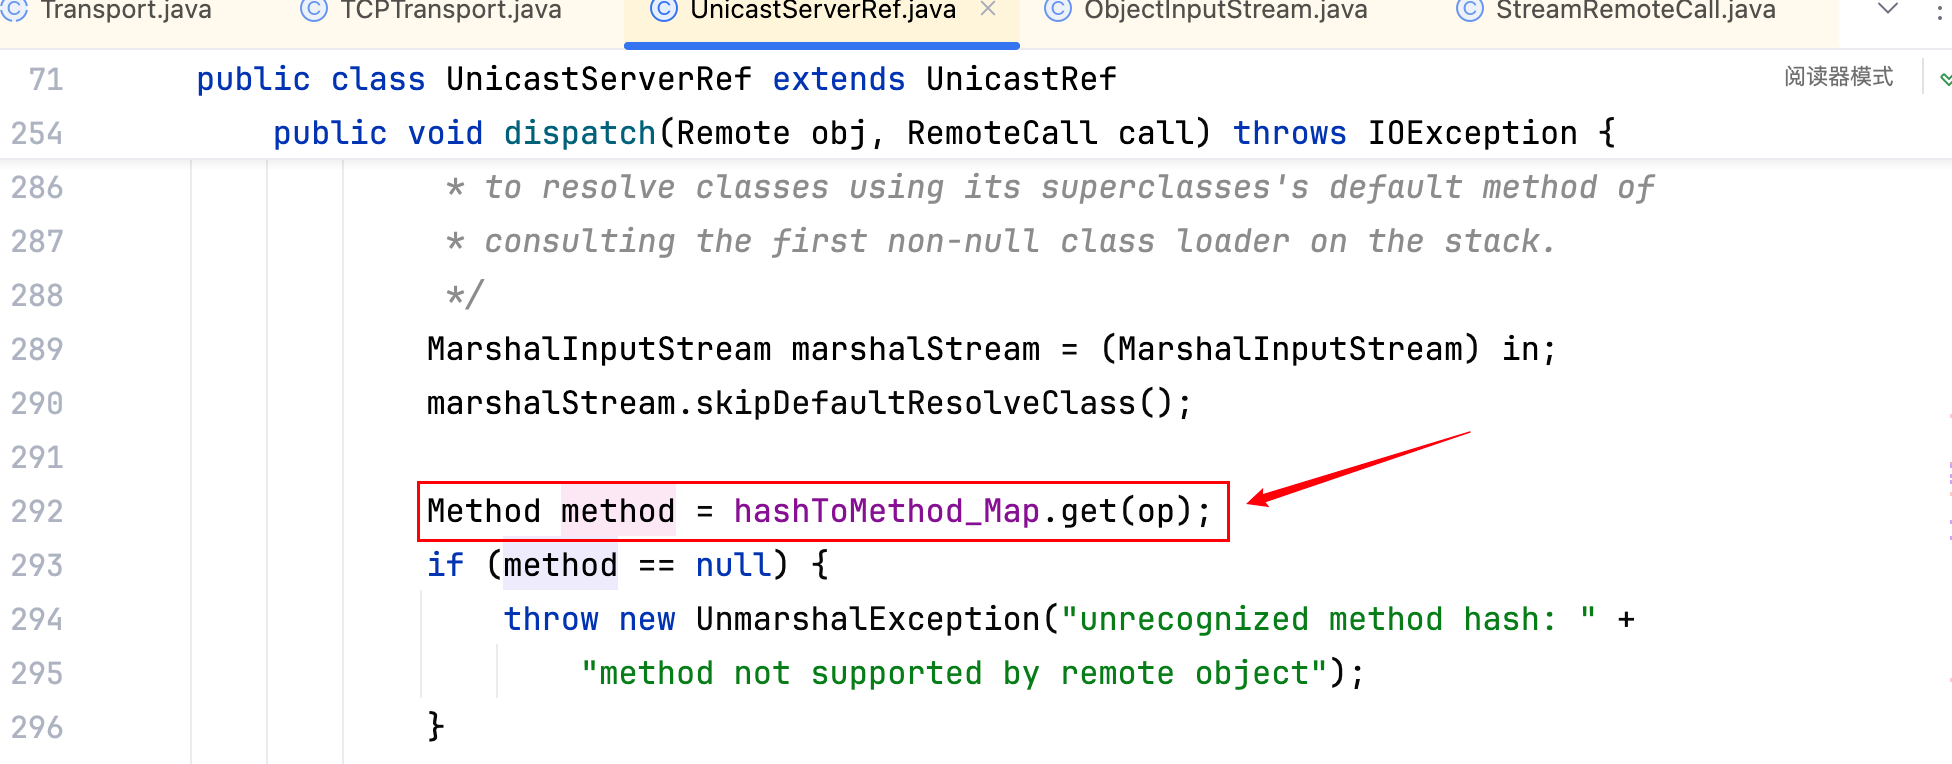 Transport.java TCPTransport.java UnicastServerRef.java ObjectInputStream.java StreamRemoteCall.java
71 public class UnicastServerRef extends UnicastRef 阅读器模式
254 public void dispatch(Remote obj, RemoteCall call) throws IOException {
286 * to resolve classes using its superclasses's default method of
287 * consulting the first non-null class loader on the stack.
288 */
289 MarshalInputStream marshalStream = (MarshalInputStream) in;
290 marshalStream.skipDefaultResolveClass();
291
292 Method method = hashToMethod_Map.get(op);
293 if (method == null) {
294 throw new UnmarshalException("unrecognized method hash: " +
295 "method not supported by remote object");
296 }